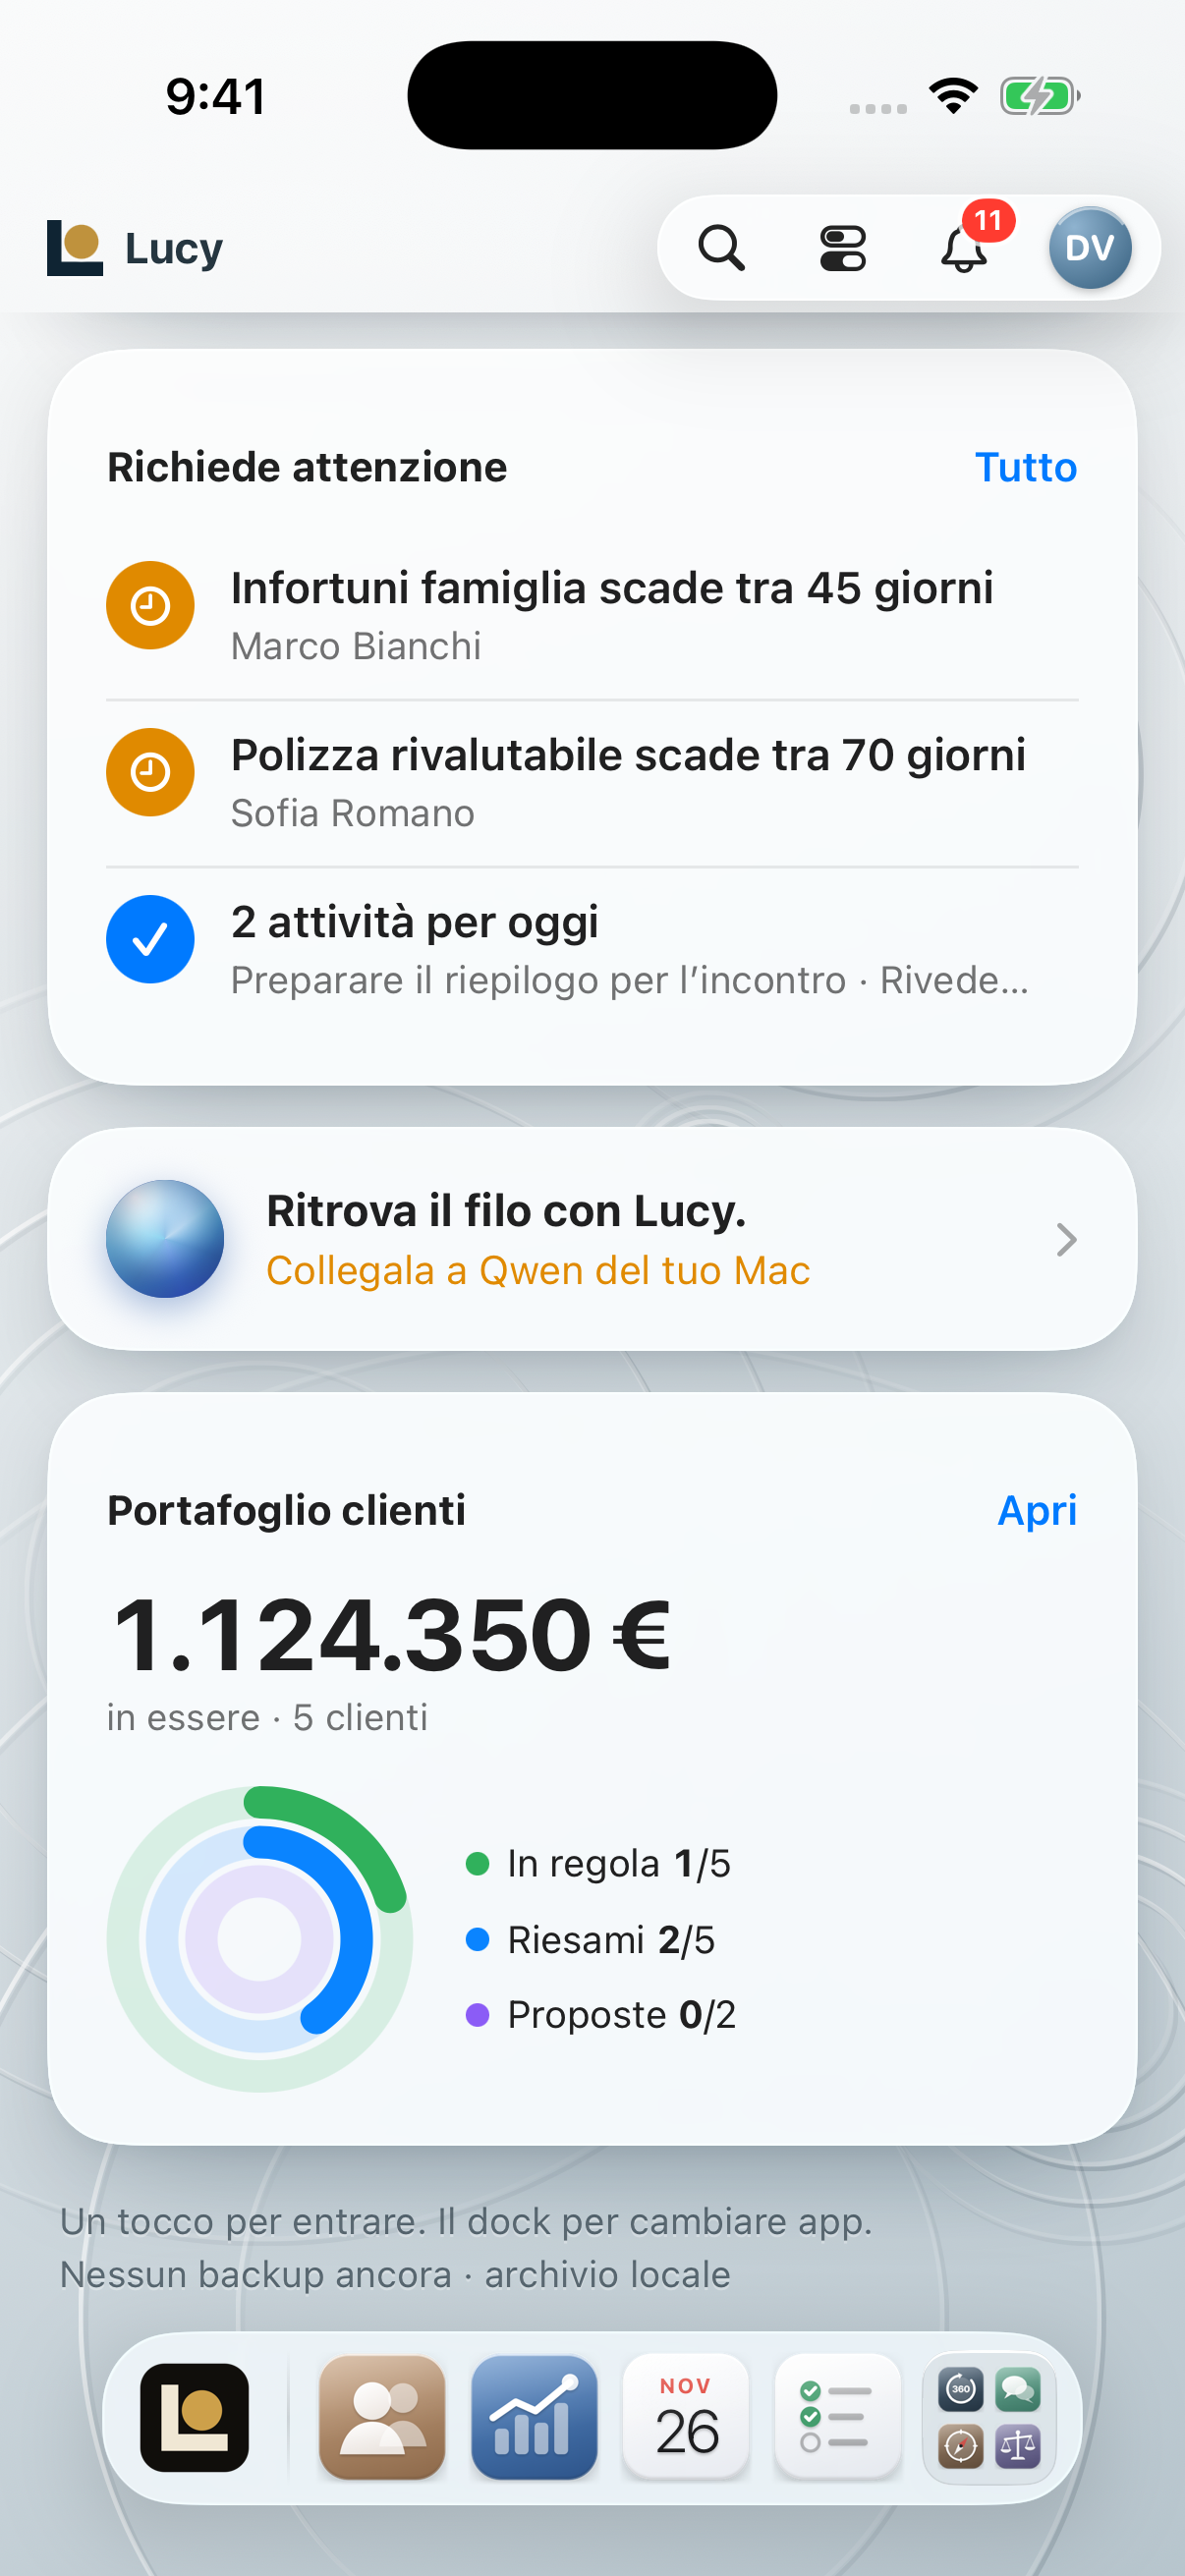 9:41
Lucy
11
DV
Richiede attenzione
Tutto
Infortuni famiglia scade tra 45 giorni
Marco Bianchi
Polizza rivalutabile scade tra 70 giorni
Sofia Romano
2 attività per oggi
Preparare il riepilogo per l’incontro · Rivede…
Ritrova il filo con Lucy.
Collegala a Qwen del tuo Mac
Portafoglio clienti
Apri
1.124.350 €
in essere · 5 clienti
In regola 1/5
Riesami 2/5
Proposte 0/2
Un tocco per entrare. Il dock per cambiare app.
Nessun backup ancora · archivio locale
NOV
26
360